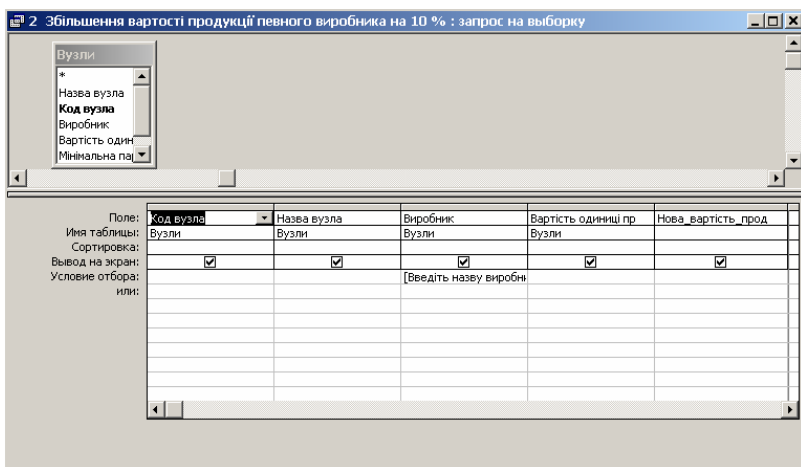 2 Збільшення вартості продукції певного виробника на 10 % : запрос на выборку
Вузли
*
Назва вузла
Код вузла
Виробник
Вартість один
Мінімальна па
Поле: Код вузла Назва вузла Виробник Вартість одиниці пр Нова_вартість_прод
Имя таблицы: Вузли Вузли Вузли Вузли
Сортировка:
Вывод на экран:
Условие отбора: [Введіть назву виробн
или: